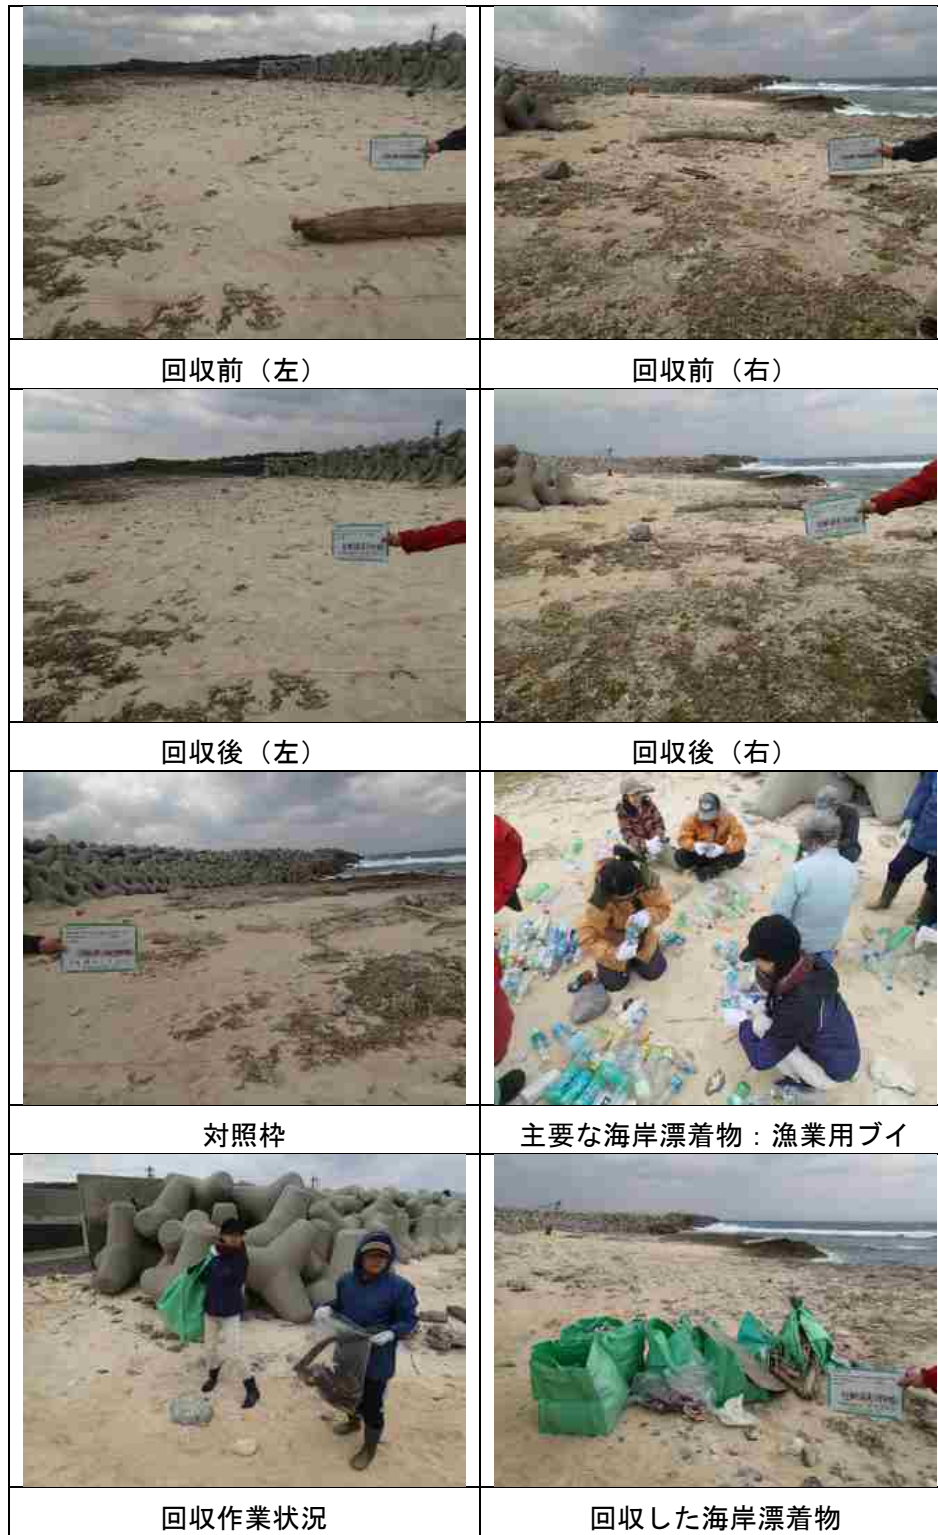 回収前（左）
回収前（右）
回収後（左）
回収後（右）
対照枠
主要な海岸漂着物：漁業用ブイ
回収作業状況
回収した海岸漂着物